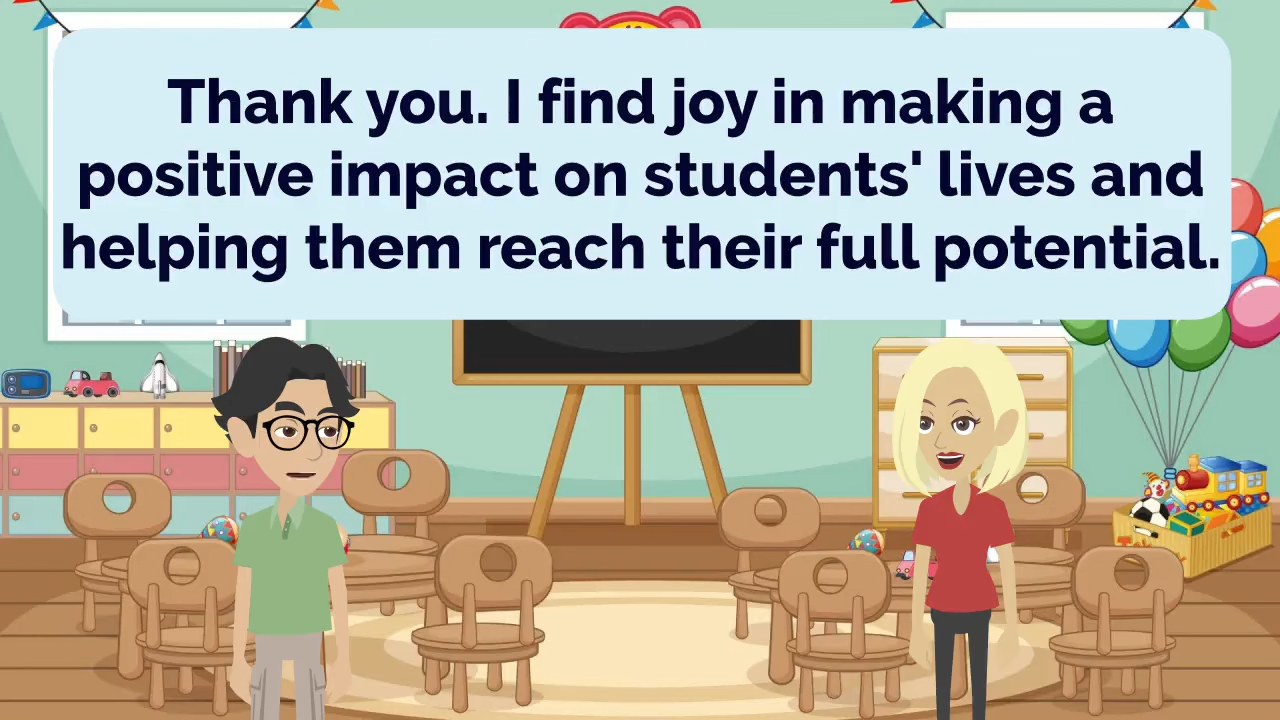 Thank you. I find joy in making a
positive impact on students' lives and
helping them reach their full potential.